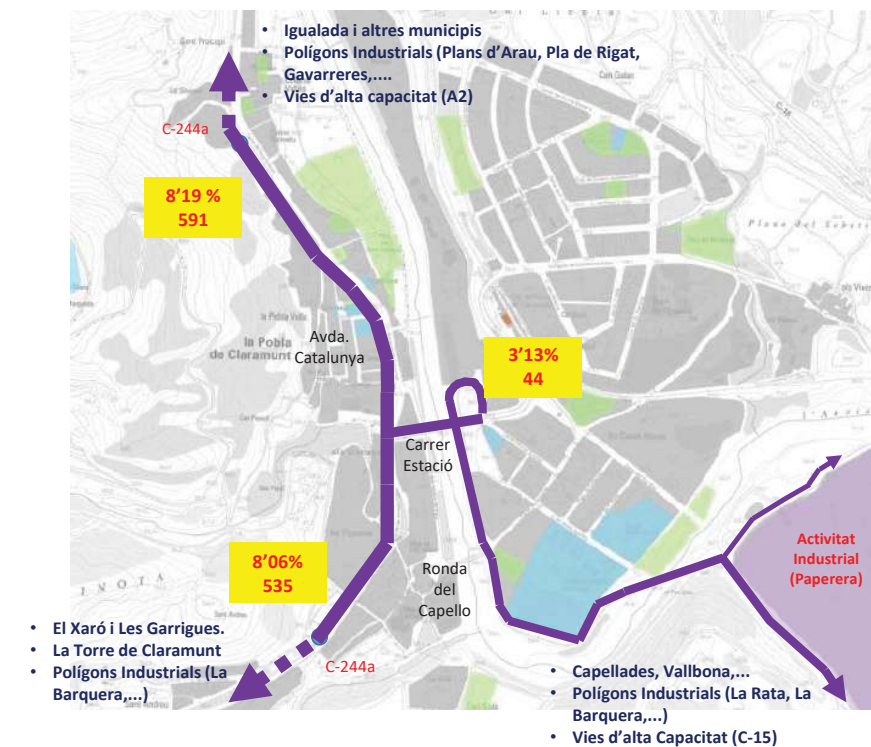 • Igualada i altres municipis
• Polígons Industrials (Plans d’Arau, Pla de Rigat,
Gavarreres,....
• Vies d’alta capacitat (A2)
C-244a
8’19 %
591
la Pobla
de Claramunt
Avda.
Catalunya
3’13%
44
Carrer
Estació
Activitat
Industrial
(Paperera)
8’06%
535
Ronda
del
Capello
• El Xaró i Les Garrigues.
• La Torre de Claramunt
• Polígons Industrials (La
Barquera,...)
C-244a
• Capellades, Vallbona,...
• Polígons Industrials (La Rata, La
Barquera,...)
• Vies d’alta Capacitat (C-15)